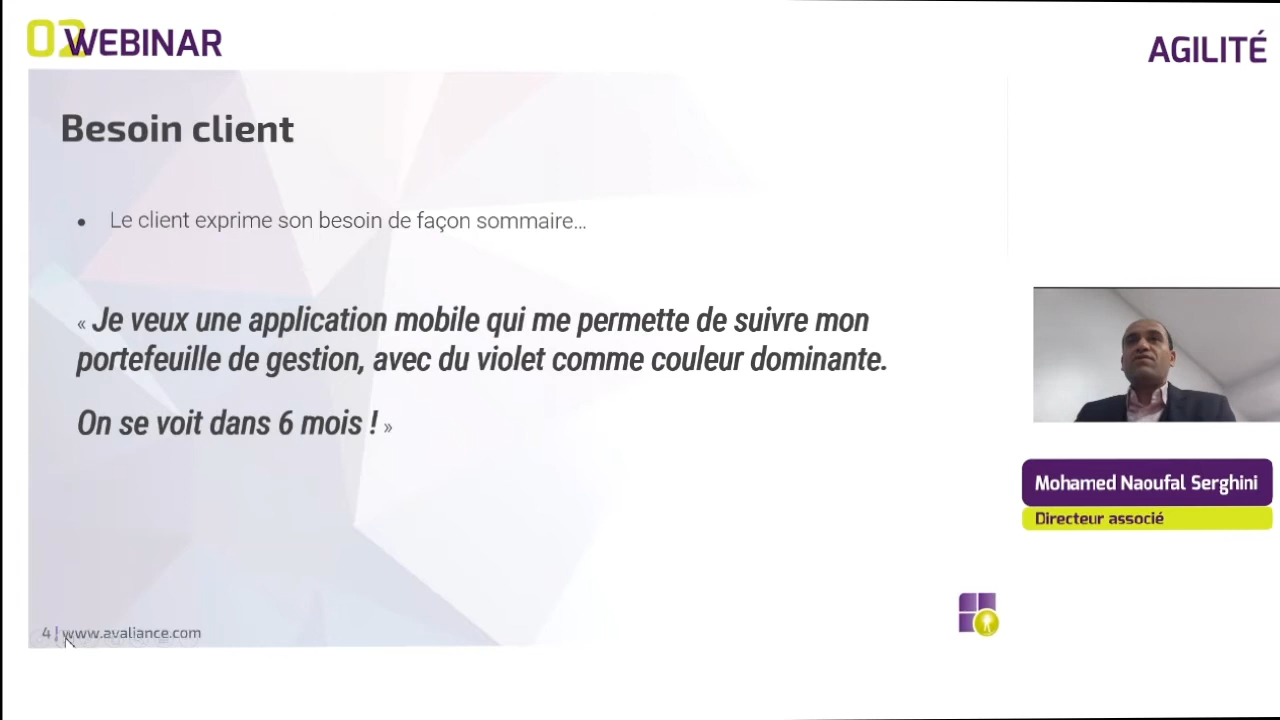 02 WEBINAR
AGILITÉ
Besoin client
• Le client exprime son besoin de façon sommaire...
« Je veux une application mobile qui me permette de suivre mon
portefeuille de gestion, avec du violet comme couleur dominante.
On se voit dans 6 mois ! »
Mohamed Naoufal Serghini
Directeur associé
4 | www.avaliance.com